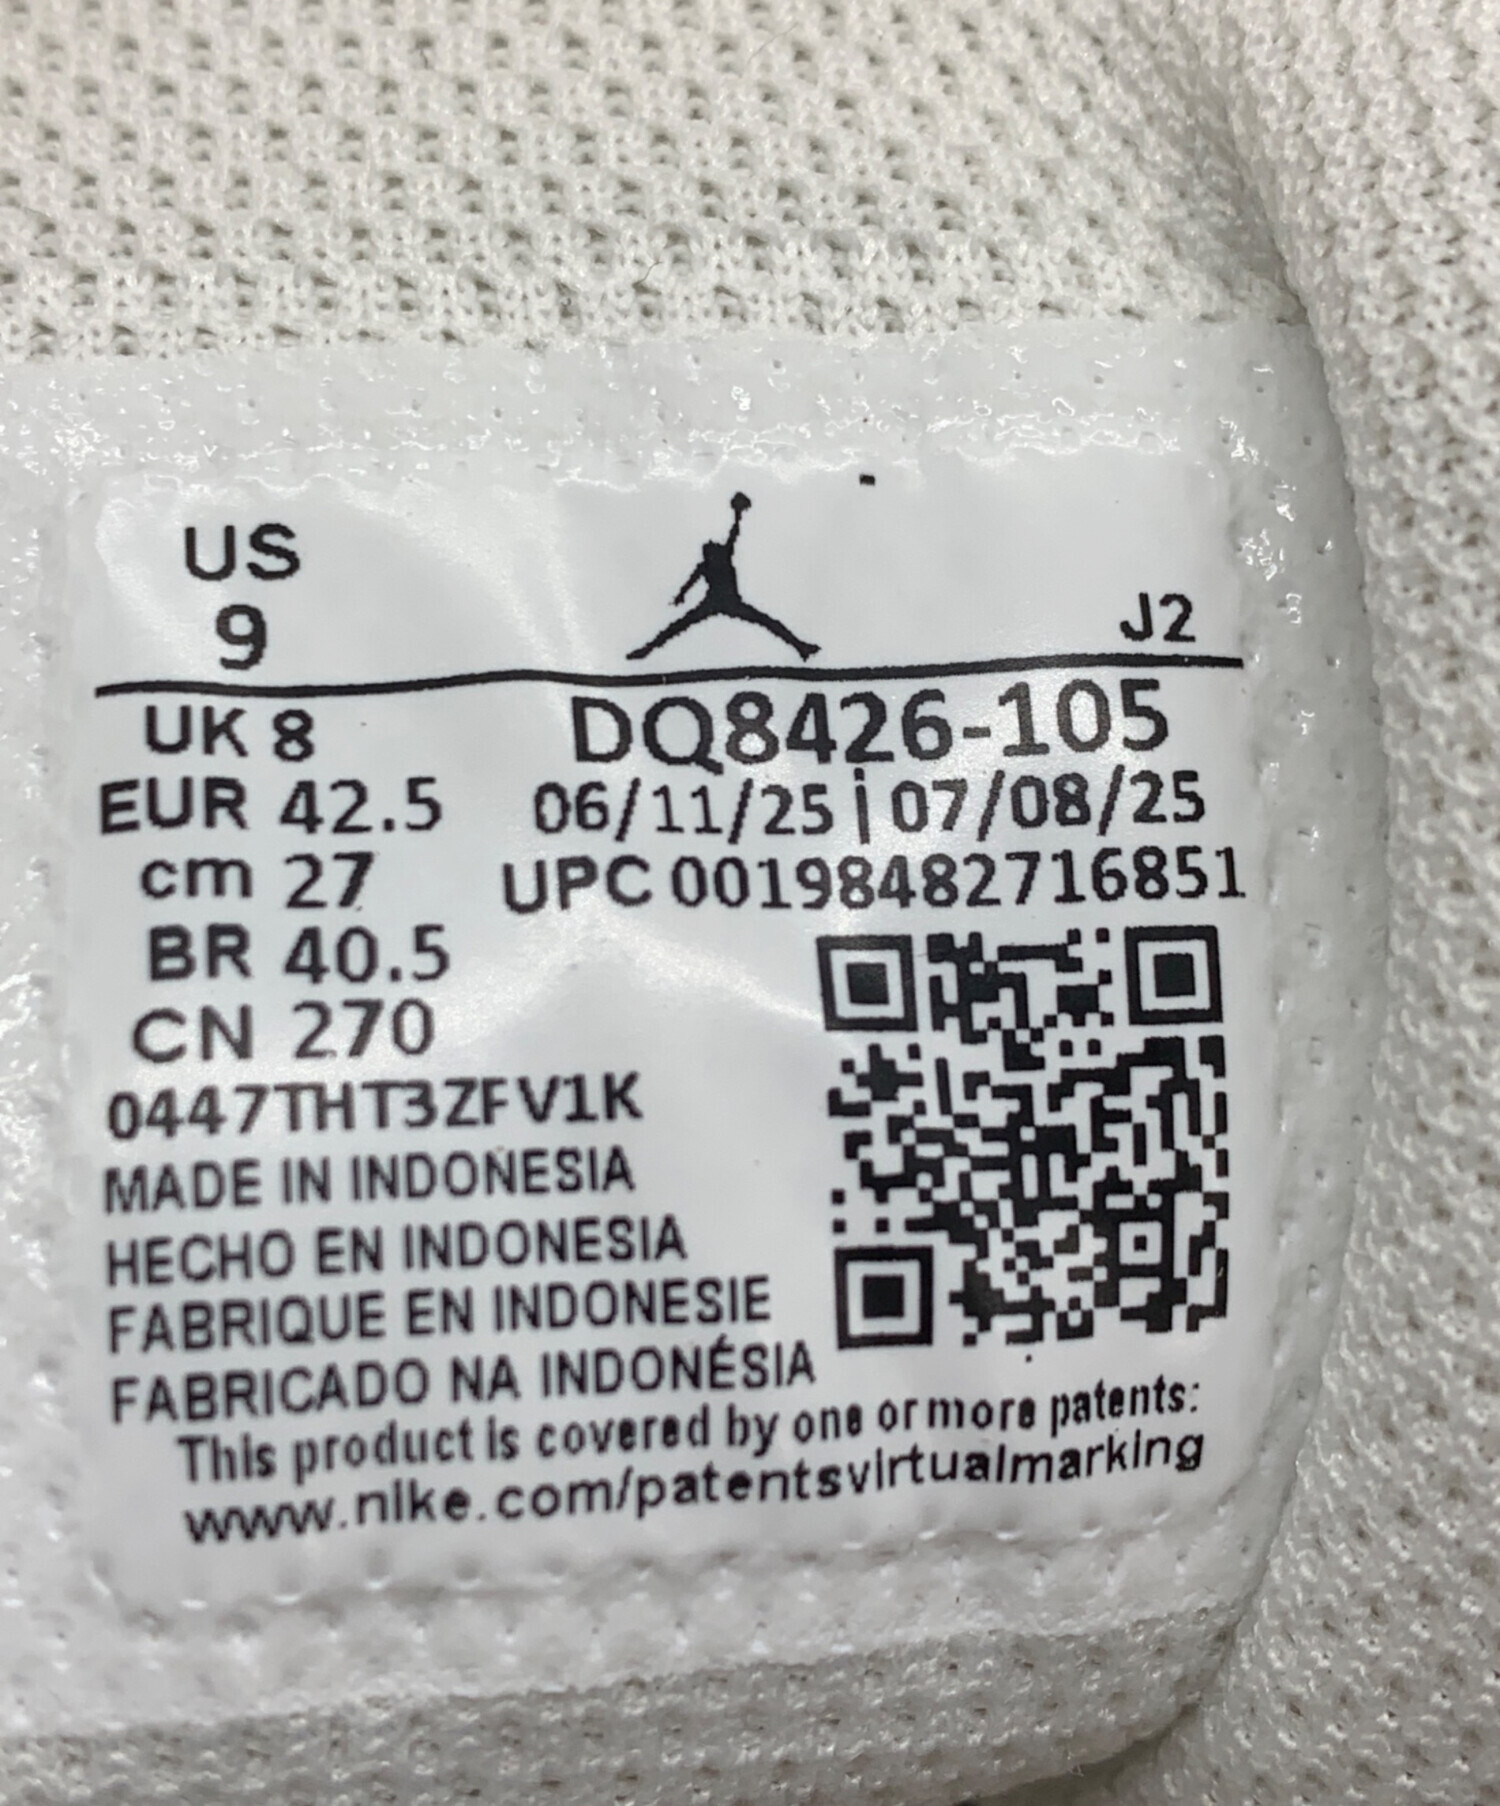 US
9
J2
UK 8
DQ8426-105
EUR 42.5
06/11/25 | 07/08/25
cm 27
UPC 00198482716851
BR 40.5
CN 270
0447THT3ZFV1K
MADE IN INDONESIA
HECHO EN INDONESIA
FABRIQUE EN INDONESIE
FABRICADO NA INDONÉSIA
This product is covered by one or more patents:
www.nike.com/patentsvirtualmarking